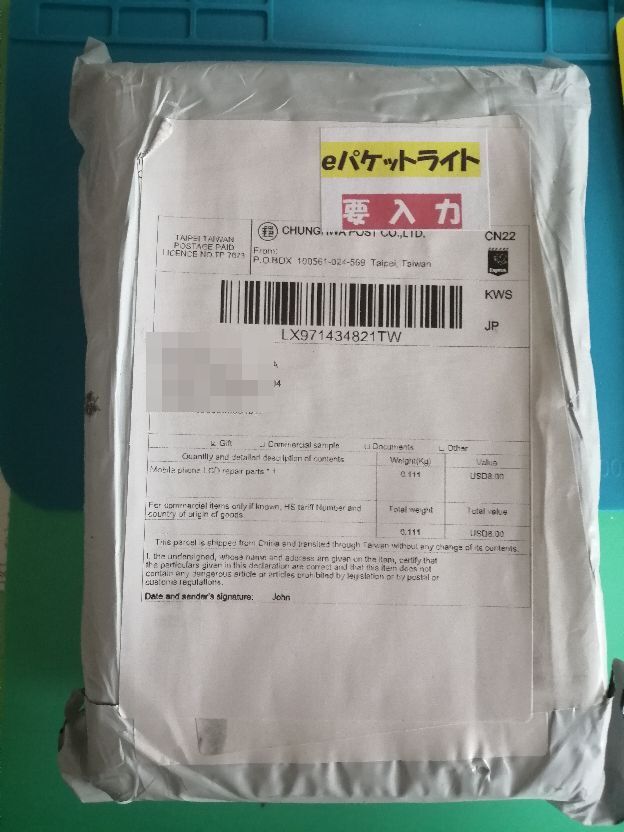 eパケットライト
要入力
TAIPEI TAIWAN
POSTAGE PAID
LICENCE NO.TP 7673
CHUNGHWA POST CO.,LTD.
From:
P.O.BOX 100561-024-569 Taipei, Taiwan
CN22
Express
KWS
JP
LX971434821TW
Gift
Commercial sample
Documents
Other
Quantity and detailed description of contents
Weight(Kg)
Value
Mobile phone LCD repair parts * 1
0.111
USD8.00
For commercial items only if known, HS tariff Number and
country of origin of goods
Total weight
Total value
0.111
USD8.00
This parcel is shipped from China and transited through Taiwan without any change of its contents.
I, the undersigned, whose name and address are given on the item, certify that
the particulars given in this declaration are correct and that this item does not
contain any dangerous article or articles prohibited by legislation or by postal or
customs regulations.
Date and sender's signature: John